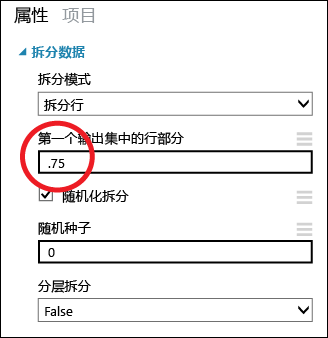 属性 项目
拆分数据
拆分模式
拆分行
第一个输出集中的行部分
.75
随机化拆分
随机种子
0
分层拆分
False